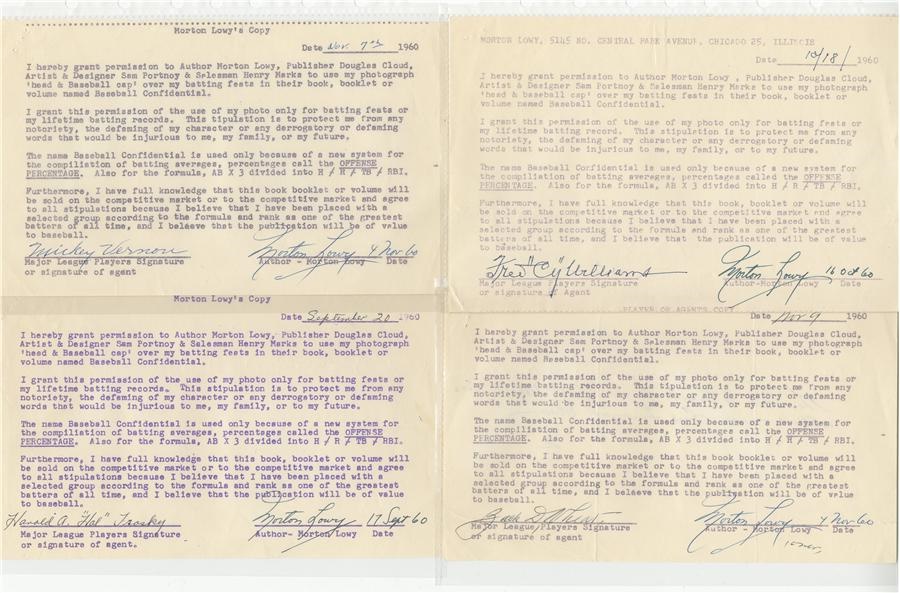 Morton Lowy's Copy
Date Nov. 7th 1960
I hereby grant permission to Author Morton Lowy, Publisher Douglas Cloud,
Artist & Designer Sam Portnoy & Salesman Henry Marks to use my photograph
'head & Baseball cap' over my batting feats in their book, booklet or
volume named Baseball Confidential.
I grant this permission of the use of my photo only for batting feats or
my lifetime batting records. This tipulation is to protect me from any
notoriety, the defaming of my character or any derrogatory or defaming
words that would be injurious to me, my family, or my future.
The name Baseball Confidential is used only because of a new system for
the compiliation of batting averages, percentages call the OFFENSE
PERCENTAGE. Also for the formula, AB X 3 divided into H / R / TB / RBI.
Furthermore, I have full knowledge that this book booklet or volume will
be sold on the competitive market or to the competitive market and agree
to all stipulations because I believe that I have been placed with a
selected group according to the formula and rank as one of the greatest
batters of all time, and I believe that the publication will be of value
to baseball.
Mickey Vernon Morton Lowy 4 Nov 60
Major League Players Signature Author - Morton Lowy Date
or signature of agent
MORTON LOWY, 5145 NO. CENTRAL PARK AVENUE, CHICAGO 25, ILLINOIS
Date 10/18/ 1960
I hereby grant permission to Author Morton Lowy , Publisher Douglas Cloud,
Artist & Designer Sam Portnoy & Salesman Henry Marks to use my photograph
'head & baseball cap' over my batting feats in their book, booklet or
volume named Baseball Confidential.
I grant this permission of the use of my photo only for batting feats or
my lifetime batting records. This stipulation is to protect me from any
notoriety, the defaming of my character or any derrogatory or defaming
words that would be injurious to me, my family, or to my future.
The name Baseball Confidential is used only because of a new system for
the compiliation of batting averages, percentages called the OFFENSE
PERCENTAGE. Also for the formula, AB X 3 divided into H / R / TB / RBI.
Furthermore, I have full knowledge that this book, booklet or volume will
be sold on the competitive market or to the competitive market and agree
to all stipulations because I believe that I have been placed with a
selected group according to the formula and rank as one of the greatest
batters of all time, and I believe that the publication will be of value
to baseball.
Fred "Cy" Williams Morton Lowy 16 Oct 60
Major League Players Signature Author-Morton Lowy Date
or signature of Agent
Morton Lowy's Copy
Date September 20 1960
I hereby grant permission to Author Morton Lowy, Publisher Douglas Cloud,
Artist & Designer Sam Portnoy & Salesman Henry Marks to use my photograph
'head & Baseball cap' over my batting feats in their book, booklet or
volume named Baseball Confidential.
I grant this permission of the use of my photo only for batting feats or
my lifetime batting records. This stipulation is to protect me from any
notoriety, the defaming of my character or any derrogatory or defaming
words that would be injurious to me, my family, or to my future.
The name Baseball Confidential is used only because of a new system for
the compiliation of batting averages, percentages called the OFFENSE
PERCENTAGE. Also for the formula, AB X 3 divided into H / R / TB / RBI.
Furthermore, I have full knowledge that this book, booklet or volume will
be sold on the competitive market or to the competitive market and agree
to all stipulations because I believe that I have been placed with a
selected group according to the formula and rank as one of the greatest
batters of all time, and I believe that the publication will be of value
to baseball.
Harold A. "Hal" Trosky Morton Lowy 17 Sept 60
Major League Players Signature Author- Morton Lowy Date
or signature of agent.
PLAYER OR AGENTS COPY
Date Nov 9 1960
I hereby grant permission to Author Morton Lowy, Publisher Douglas Cloud,
Artist & Designer Sam Portnoy & Salesman Henry Marks to use my photograph
'head & Baseball cap' over my batting feats in their book, booklet or
volume named Baseball Confidential.
I grant this permission of the use of my photo only for batting feats or
my lifetime batting records. This stipulation is to protect me from any
notoriety, the defaming of my character or any derrogatory or defaming
words that would be injurious to me, my family, or to my future.
The name Baseball Confidential is used only because of a new system for
the compiliation of batting averages, percentages called the OFFENSE
PERCENTAGE. Also for the formula, AB X 3 divided into H / R / TB / RBI.
Furthermore, I have full knowledge that this book, booklet or volume will
be sold on the competitive market or to the competitive market and agree
to all stipulations because I believe that I have been placed with a
selected group according to the formula and rank as one of the greatest
batters of all time, and I believe that the publication will be of value
to baseball.
Zack D Wheat Morton Lowy 4 Nov 60
Major League Players Signature Author - Morton Lowy Date
or signature of agent